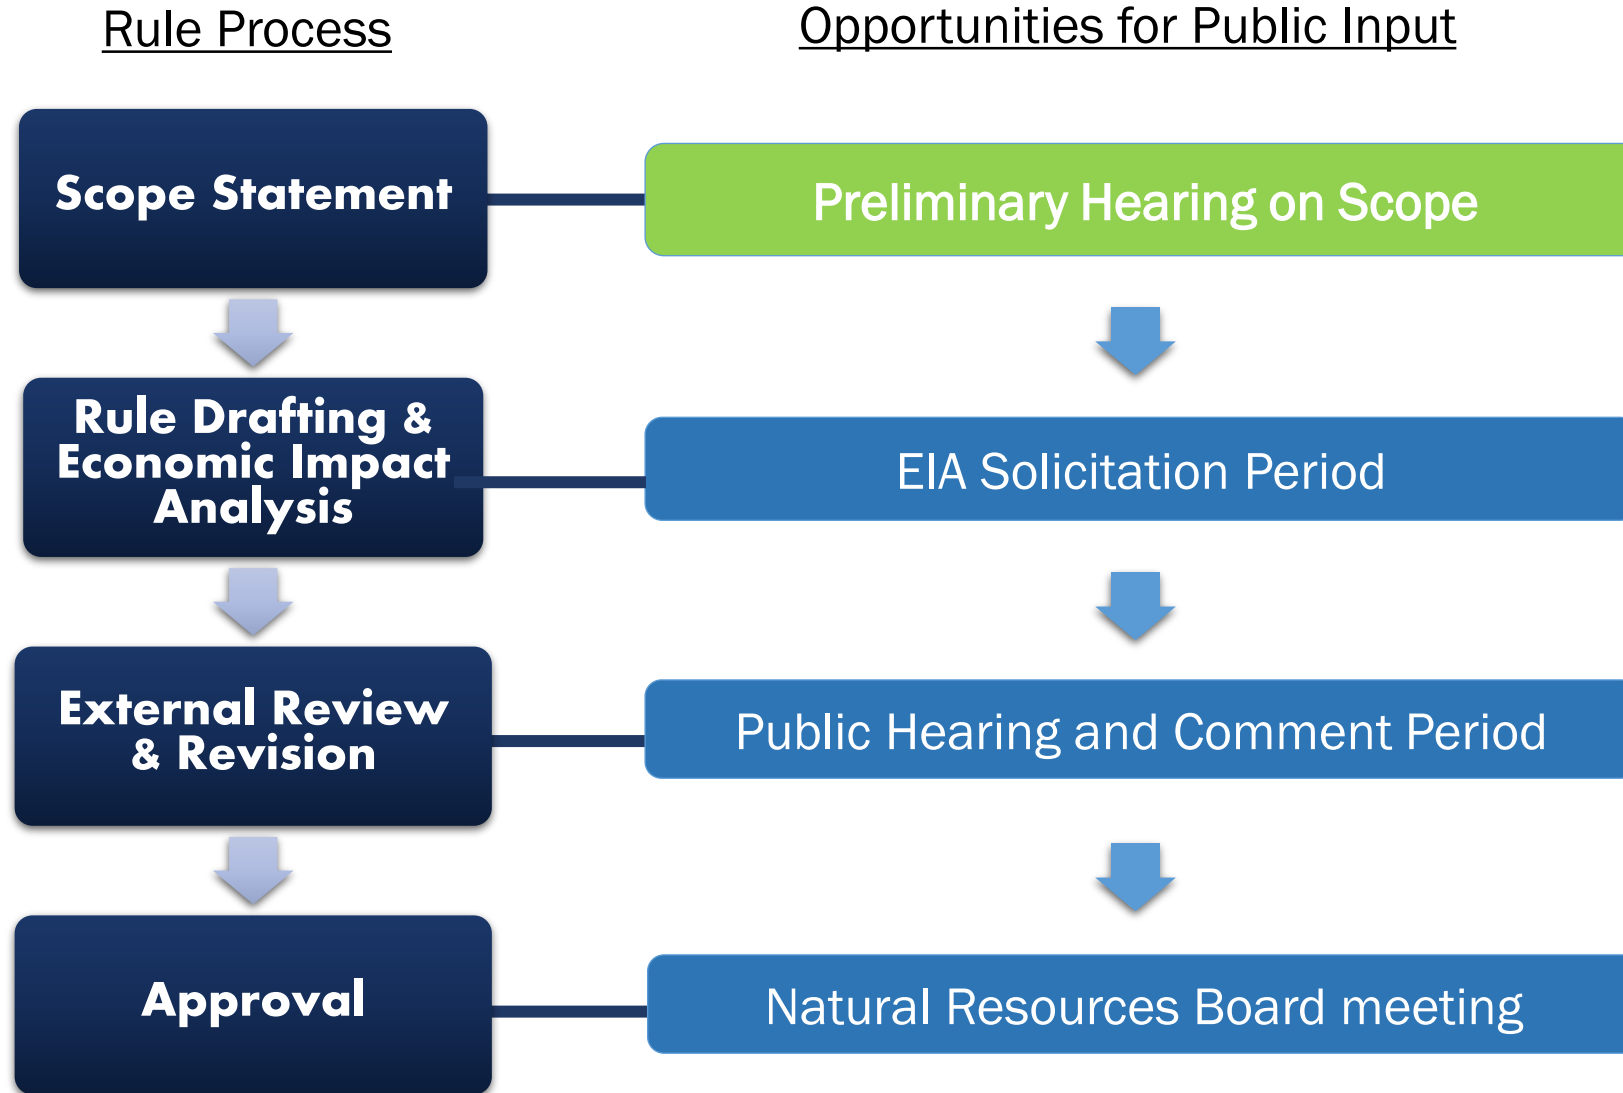 Rule Process
Opportunities for Public Input
Scope Statement
Preliminary Hearing on Scope
Rule Drafting &
Economic Impact
Analysis
EIA Solicitation Period
External Review
& Revision
Public Hearing and Comment Period
Approval
Natural Resources Board meeting